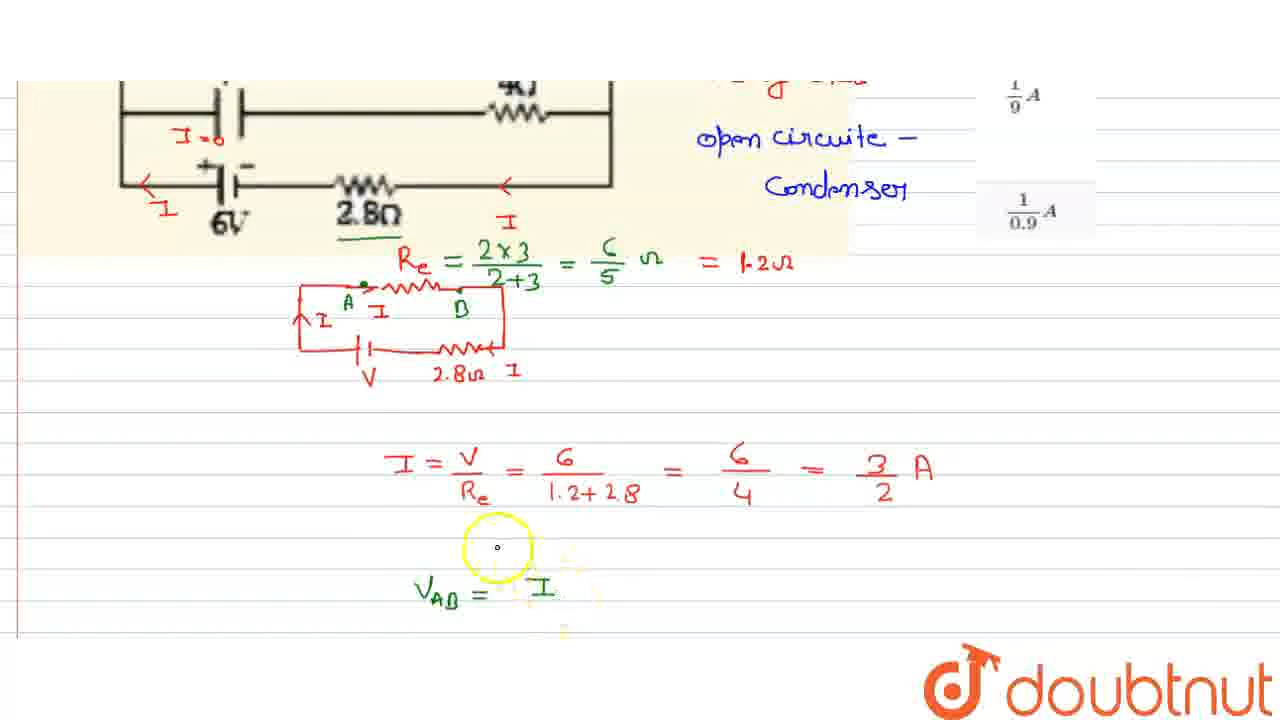 1/9 A
I=0
open circuite –
Condenser
+ -
I
6V
2.8Ω
I
1/0.9 A
Re = 2×3/2+3 = 6/5 Ω = 1.2Ω
A I B
I
V 2.8Ω I
I = V/Re = 6/1.2+2.8 = 6/4 = 3/2 A
VAB = I
doubtnut